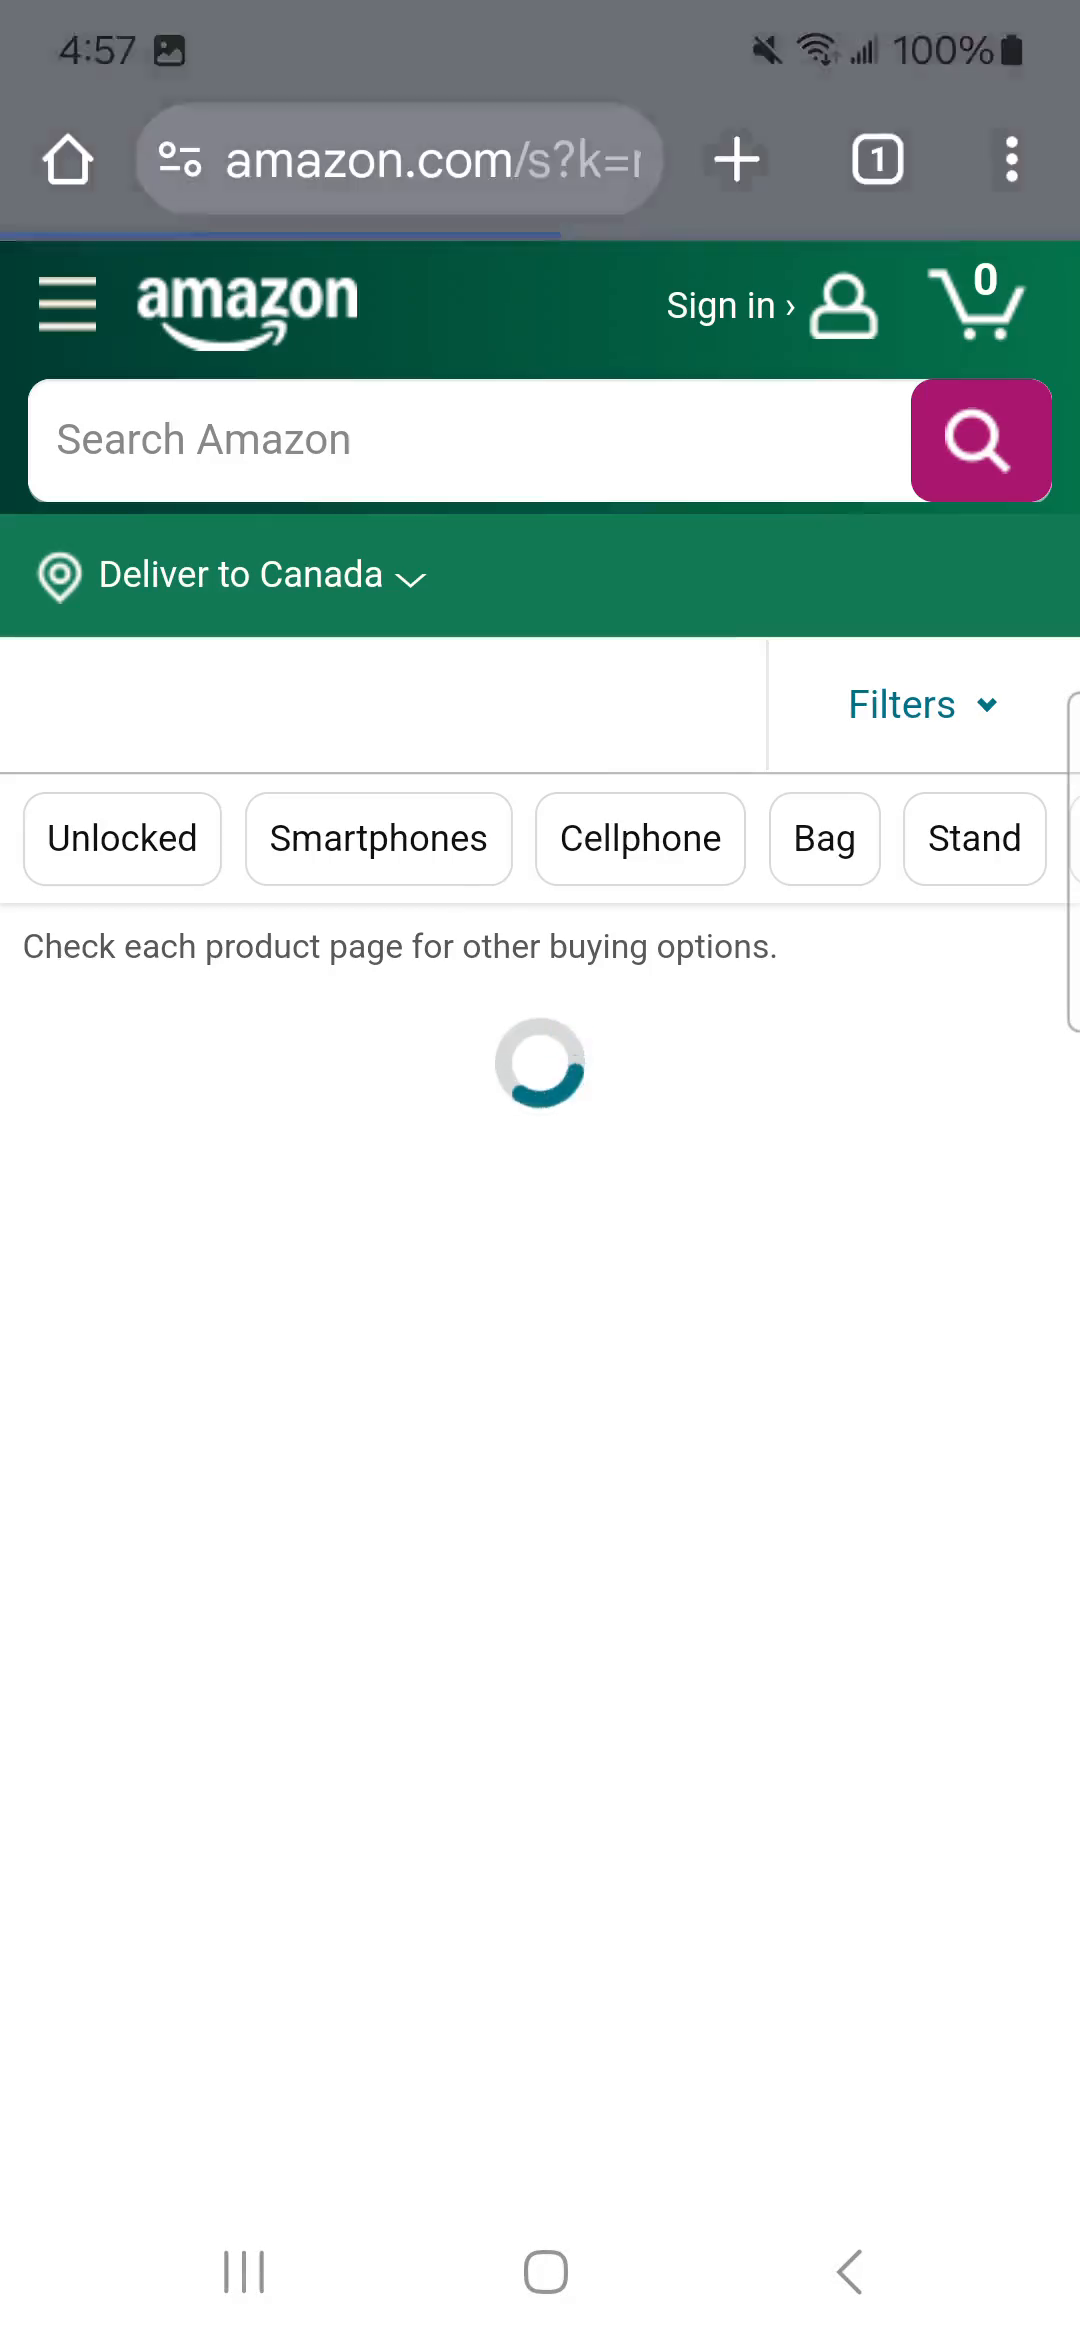 4:57 100%
amazon.com/s?k=
1
amazon Sign in › 0
Search Amazon
Deliver to Canada
Filters
Unlocked Smartphones Cellphone Bag Stand
Check each product page for other buying options.